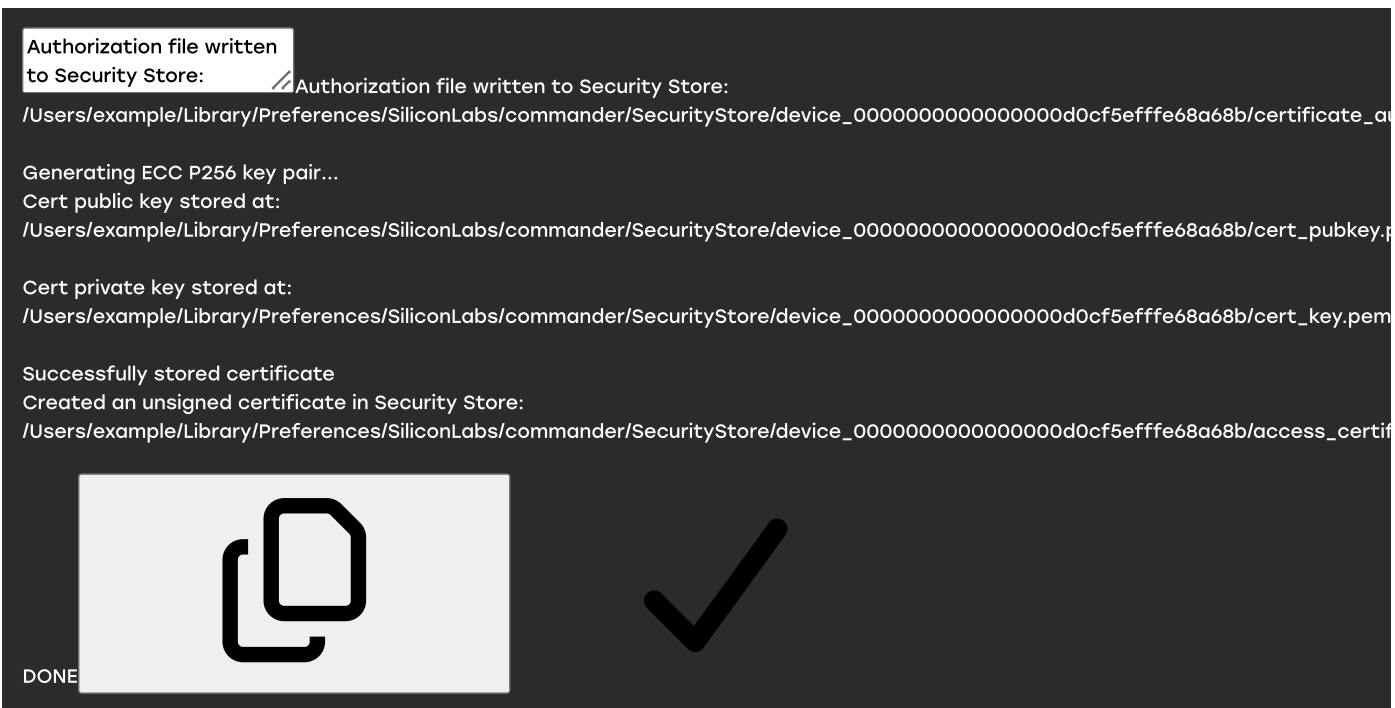 Authorization file written
to Security Store:
Authorization file written to Security Store:
/Users/example/Library/Preferences/SiliconLabs/commander/SecurityStore/device_0000000000000000d0cf5efffe68a68b/certificate_au
Generating ECC P256 key pair...
Cert public key stored at:
/Users/example/Library/Preferences/SiliconLabs/commander/SecurityStore/device_0000000000000000d0cf5efffe68a68b/cert_pubkey.p
Cert private key stored at:
/Users/example/Library/Preferences/SiliconLabs/commander/SecurityStore/device_0000000000000000d0cf5efffe68a68b/cert_key.pem
Successfully stored certificate
Created an unsigned certificate in Security Store:
/Users/example/Library/Preferences/SiliconLabs/commander/SecurityStore/device_0000000000000000d0cf5efffe68a68b/access_certif
DONE